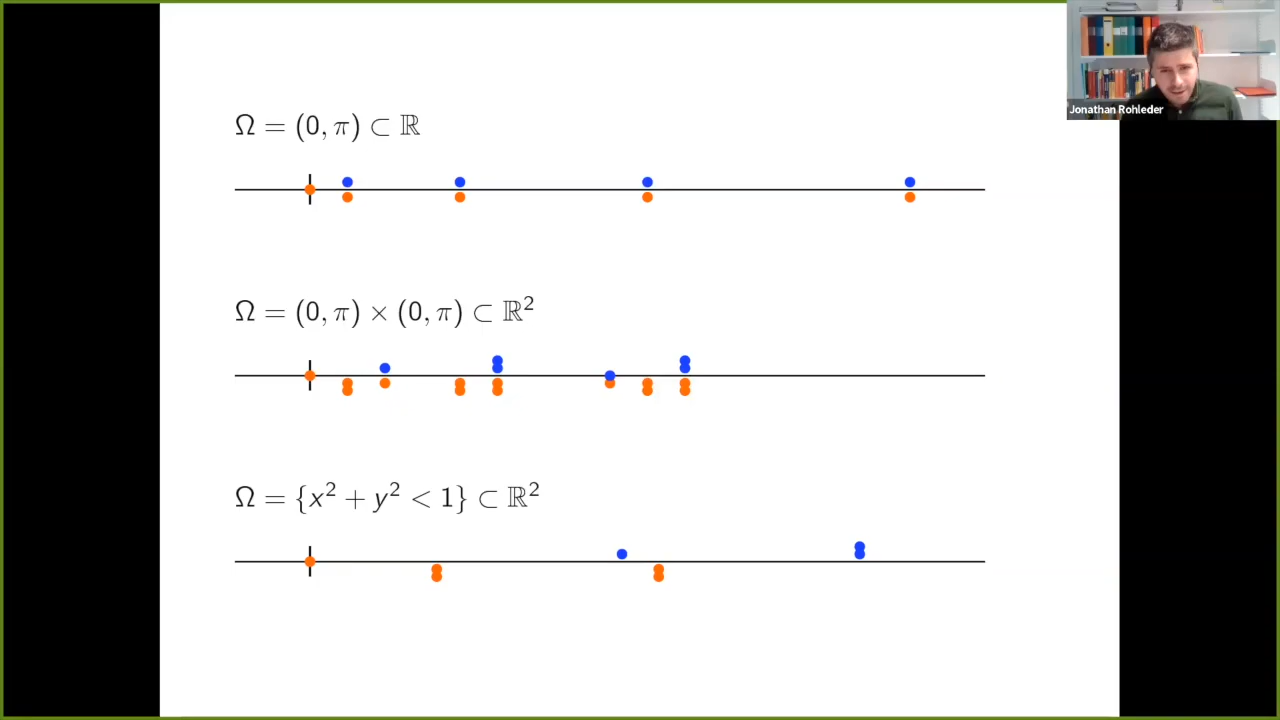 Jonathan Rohleder
Ω = (0, π) ⊂ ℝ
Ω = (0, π) × (0, π) ⊂ ℝ²
Ω = {x² + y² < 1} ⊂ ℝ²